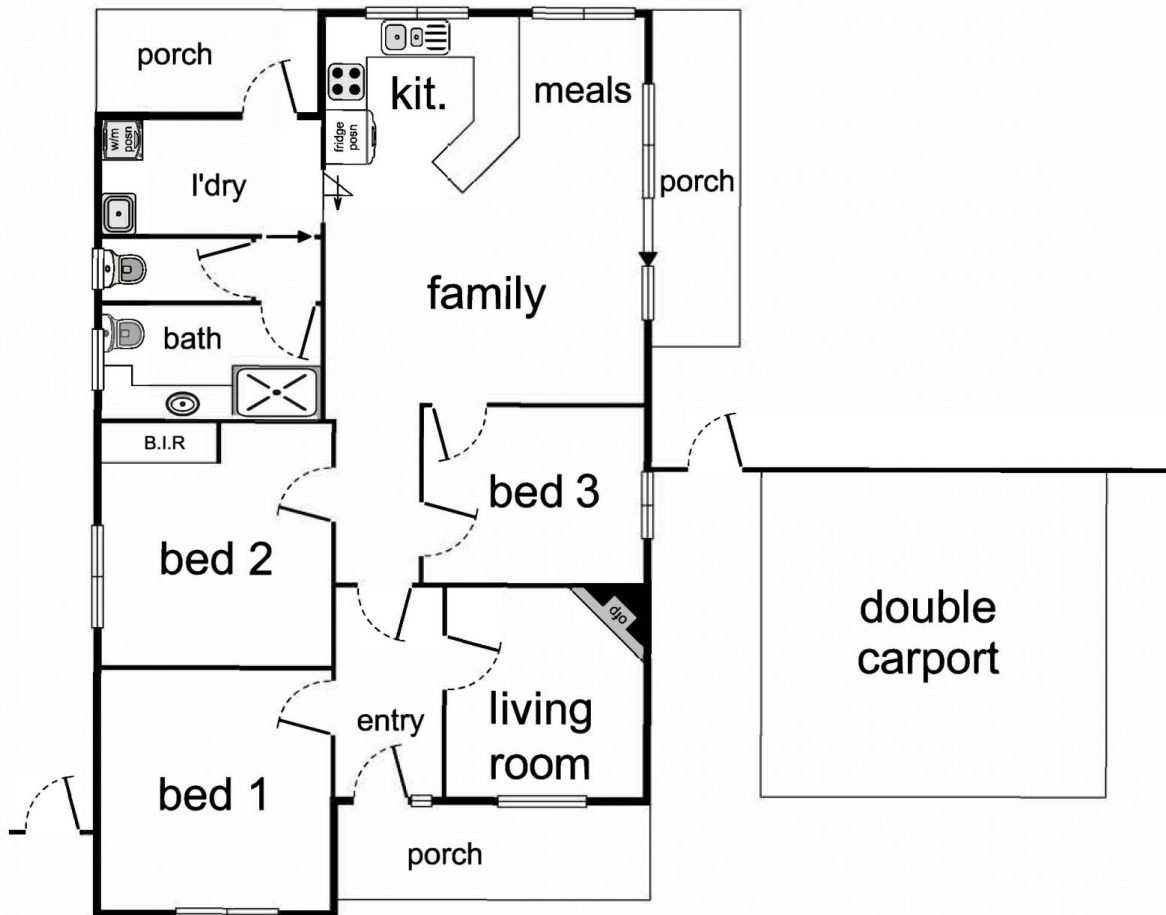 porch
kit.
meals
w/m
posn
fridge
posn
l'dry
porch
family
bath
B.I.R
bed 3
bed 2
ofp
double
carport
living
room
entry
bed 1
porch